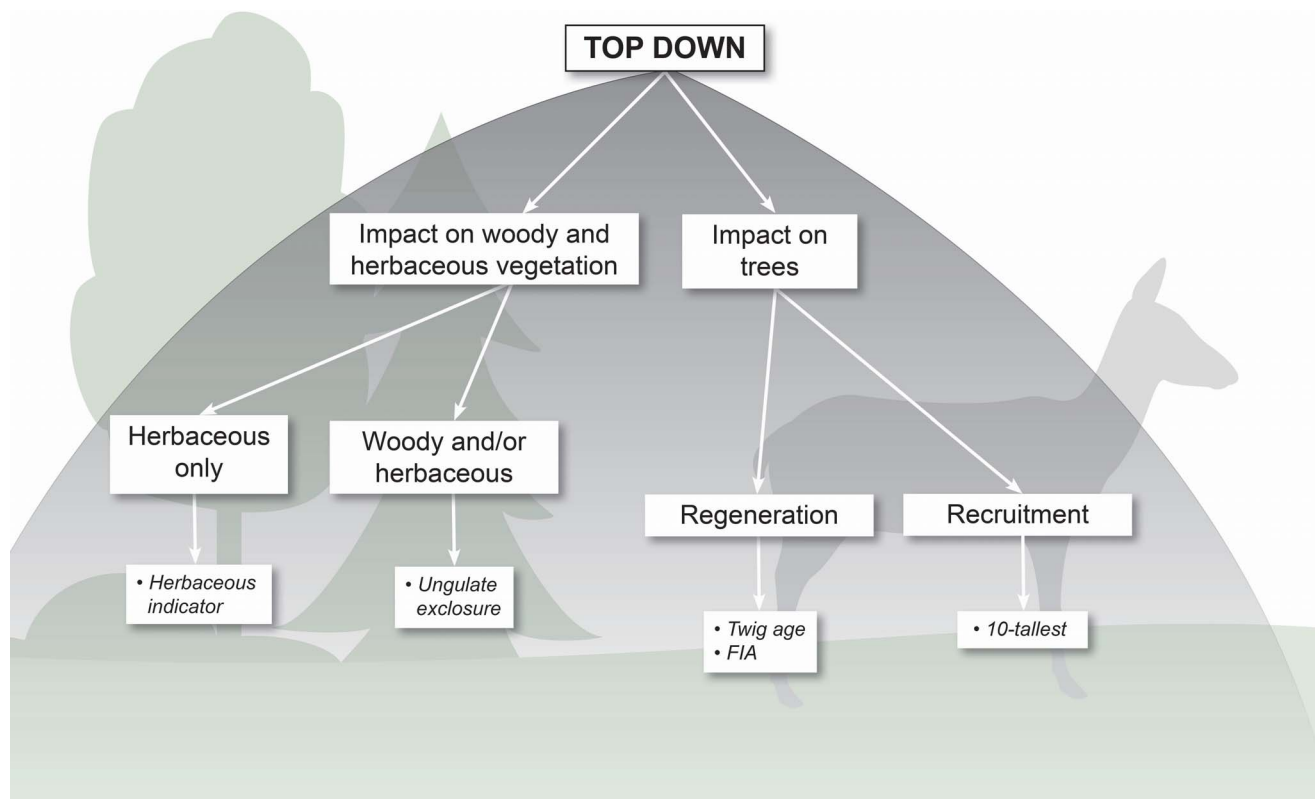 TOP DOWN
Impact on woody and
herbaceous vegetation
Impact on
trees
Herbaceous
only
Woody and/or
herbaceous
Regeneration
Recruitment
• Herbaceous
indicator
• Ungulate
exclosure
• Twig age
• FIA
• 10-tallest